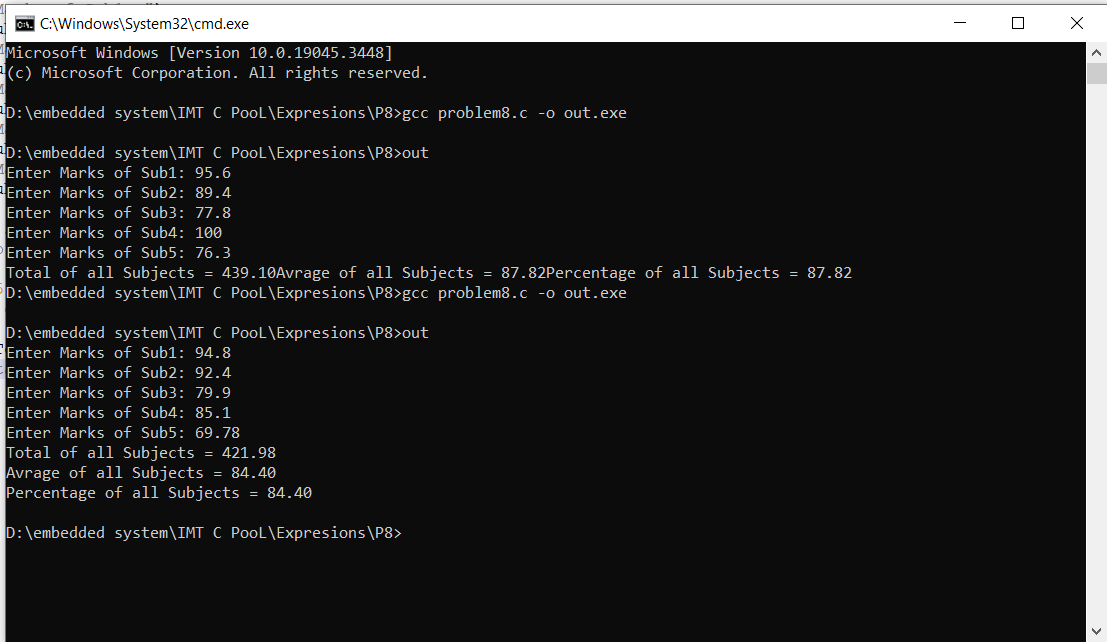 C:\Windows\System32\cmd.exe
Microsoft Windows [Version 10.0.19045.3448]
(c) Microsoft Corporation. All rights reserved.
D:\embedded system\IMT C PooL\Expresions\P8>gcc problem8.c -o out.exe
D:\embedded system\IMT C PooL\Expresions\P8>out
Enter Marks of Sub1: 95.6
Enter Marks of Sub2: 89.4
Enter Marks of Sub3: 77.8
Enter Marks of Sub4: 100
Enter Marks of Sub5: 76.3
Total of all Subjects = 439.10Avrage of all Subjects = 87.82Percentage of all Subjects = 87.82
D:\embedded system\IMT C PooL\Expresions\P8>gcc problem8.c -o out.exe
D:\embedded system\IMT C PooL\Expresions\P8>out
Enter Marks of Sub1: 94.8
Enter Marks of Sub2: 92.4
Enter Marks of Sub3: 79.9
Enter Marks of Sub4: 85.1
Enter Marks of Sub5: 69.78
Total of all Subjects = 421.98
Avrage of all Subjects = 84.40
Percentage of all Subjects = 84.40
D:\embedded system\IMT C PooL\Expresions\P8>